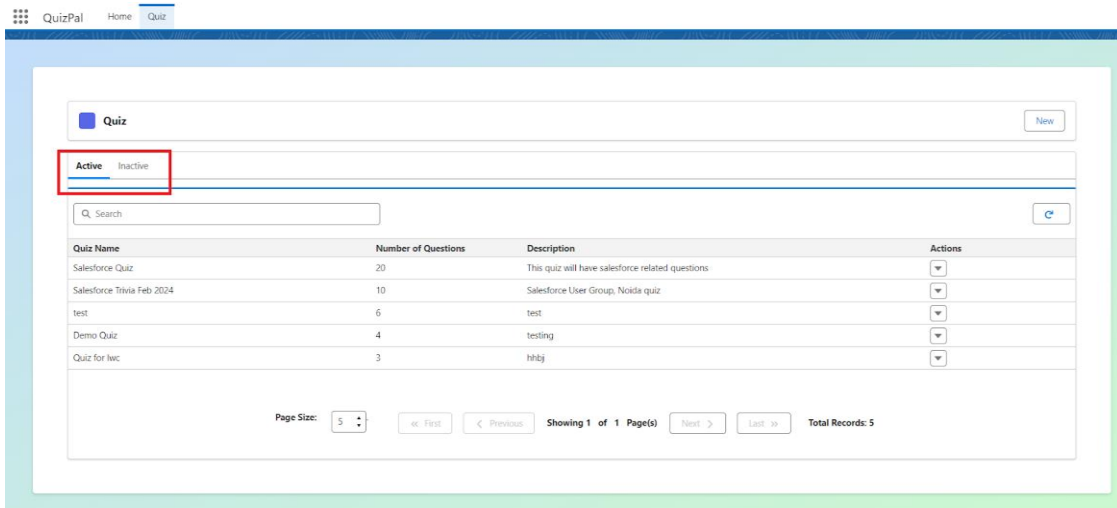 QuizPal Home Quiz
Quiz New
Active Inactive
Search
Quiz Name Number of Questions Description Actions
Salesforce Quiz 20 This quiz will have salesforce related questions
Salesforce Trivia Feb 2024 10 Salesforce User Group, Noida quiz
test 6 test
Demo Quiz 4 testing
Quiz for lwc 3 hhbj
Page Size: 5 « First < Previous Showing 1 of 1 Page(s) Next > Last » Total Records: 5